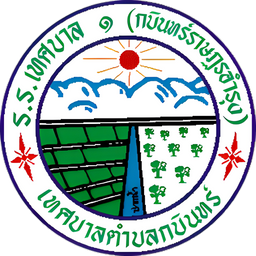 ร.ร.เทศบาล ๑ (กบินทร์ราษฎรอำรุง)
เทศบาลตำบลกบินทร์